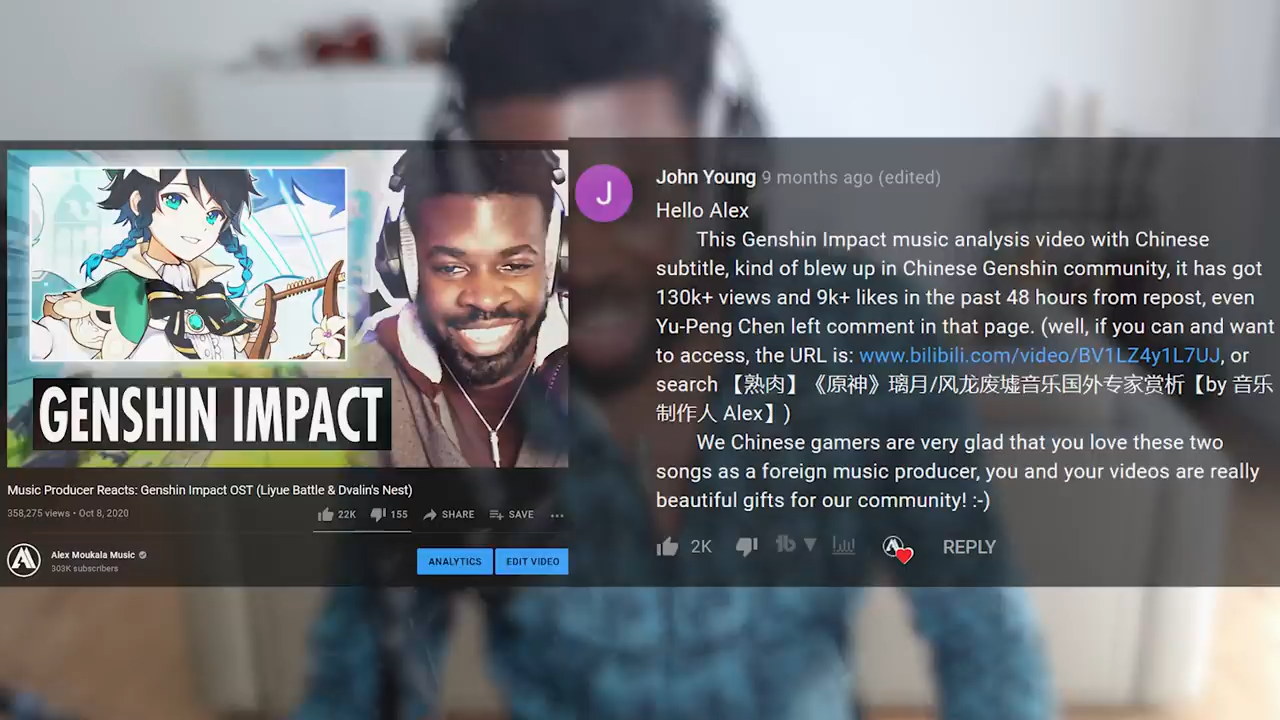 GENSHIN IMPACT
Music Producer Reacts: Genshin Impact OST (Liyue Battle & Dvalin's Nest)
358,275 views • Oct 8, 2020
22K
155
SHARE
SAVE
Alex Moukala Music
303K subscribers
ANALYTICS
EDIT VIDEO
J
John Young 9 months ago (edited)
Hello Alex
This Genshin Impact music analysis video with Chinese
subtitle, kind of blew up in Chinese Genshin community, it has got
130k+ views and 9k+ likes in the past 48 hours from repost, even
Yu-Peng Chen left comment in that page. (well, if you can and want
to access, the URL is: www.bilibili.com/video/BV1LZ4y1L7UJ, or
search 【熟肉】《原神》璃月/风龙废墟音乐国外专家赏析【by 音乐
制作人 Alex】)
We Chinese gamers are very glad that you love these two
songs as a foreign music producer, you and your videos are really
beautiful gifts for our community! :-)
2K
REPLY